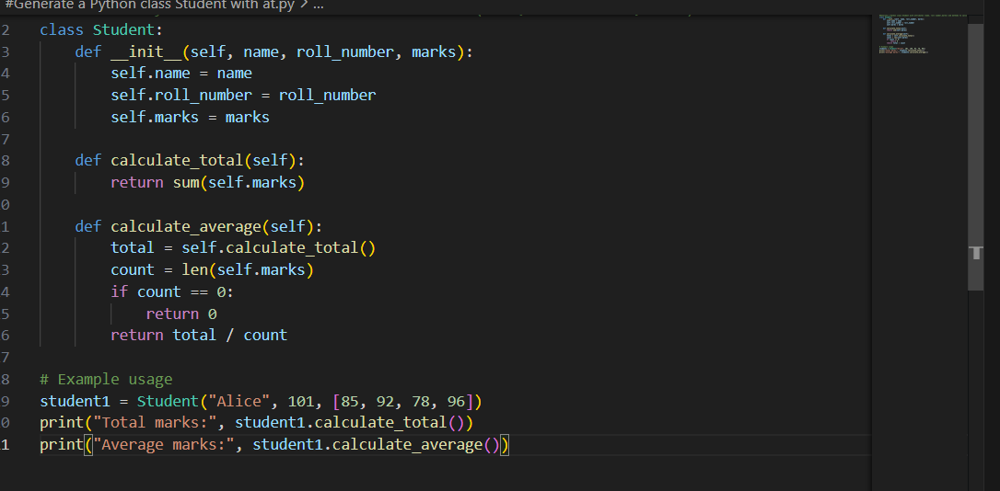 #Generate a Python class Student with at.py > ...
2 class Student:
3     def __init__(self, name, roll_number, marks):
4         self.name = name
5         self.roll_number = roll_number
6         self.marks = marks
7
8     def calculate_total(self):
9         return sum(self.marks)
0
1     def calculate_average(self):
2         total = self.calculate_total()
3         count = len(self.marks)
4         if count == 0:
5             return 0
6         return total / count
7
8 # Example usage
9 student1 = Student("Alice", 101, [85, 92, 78, 96])
0 print("Total marks:", student1.calculate_total())
1 print("Average marks:", student1.calculate_average())